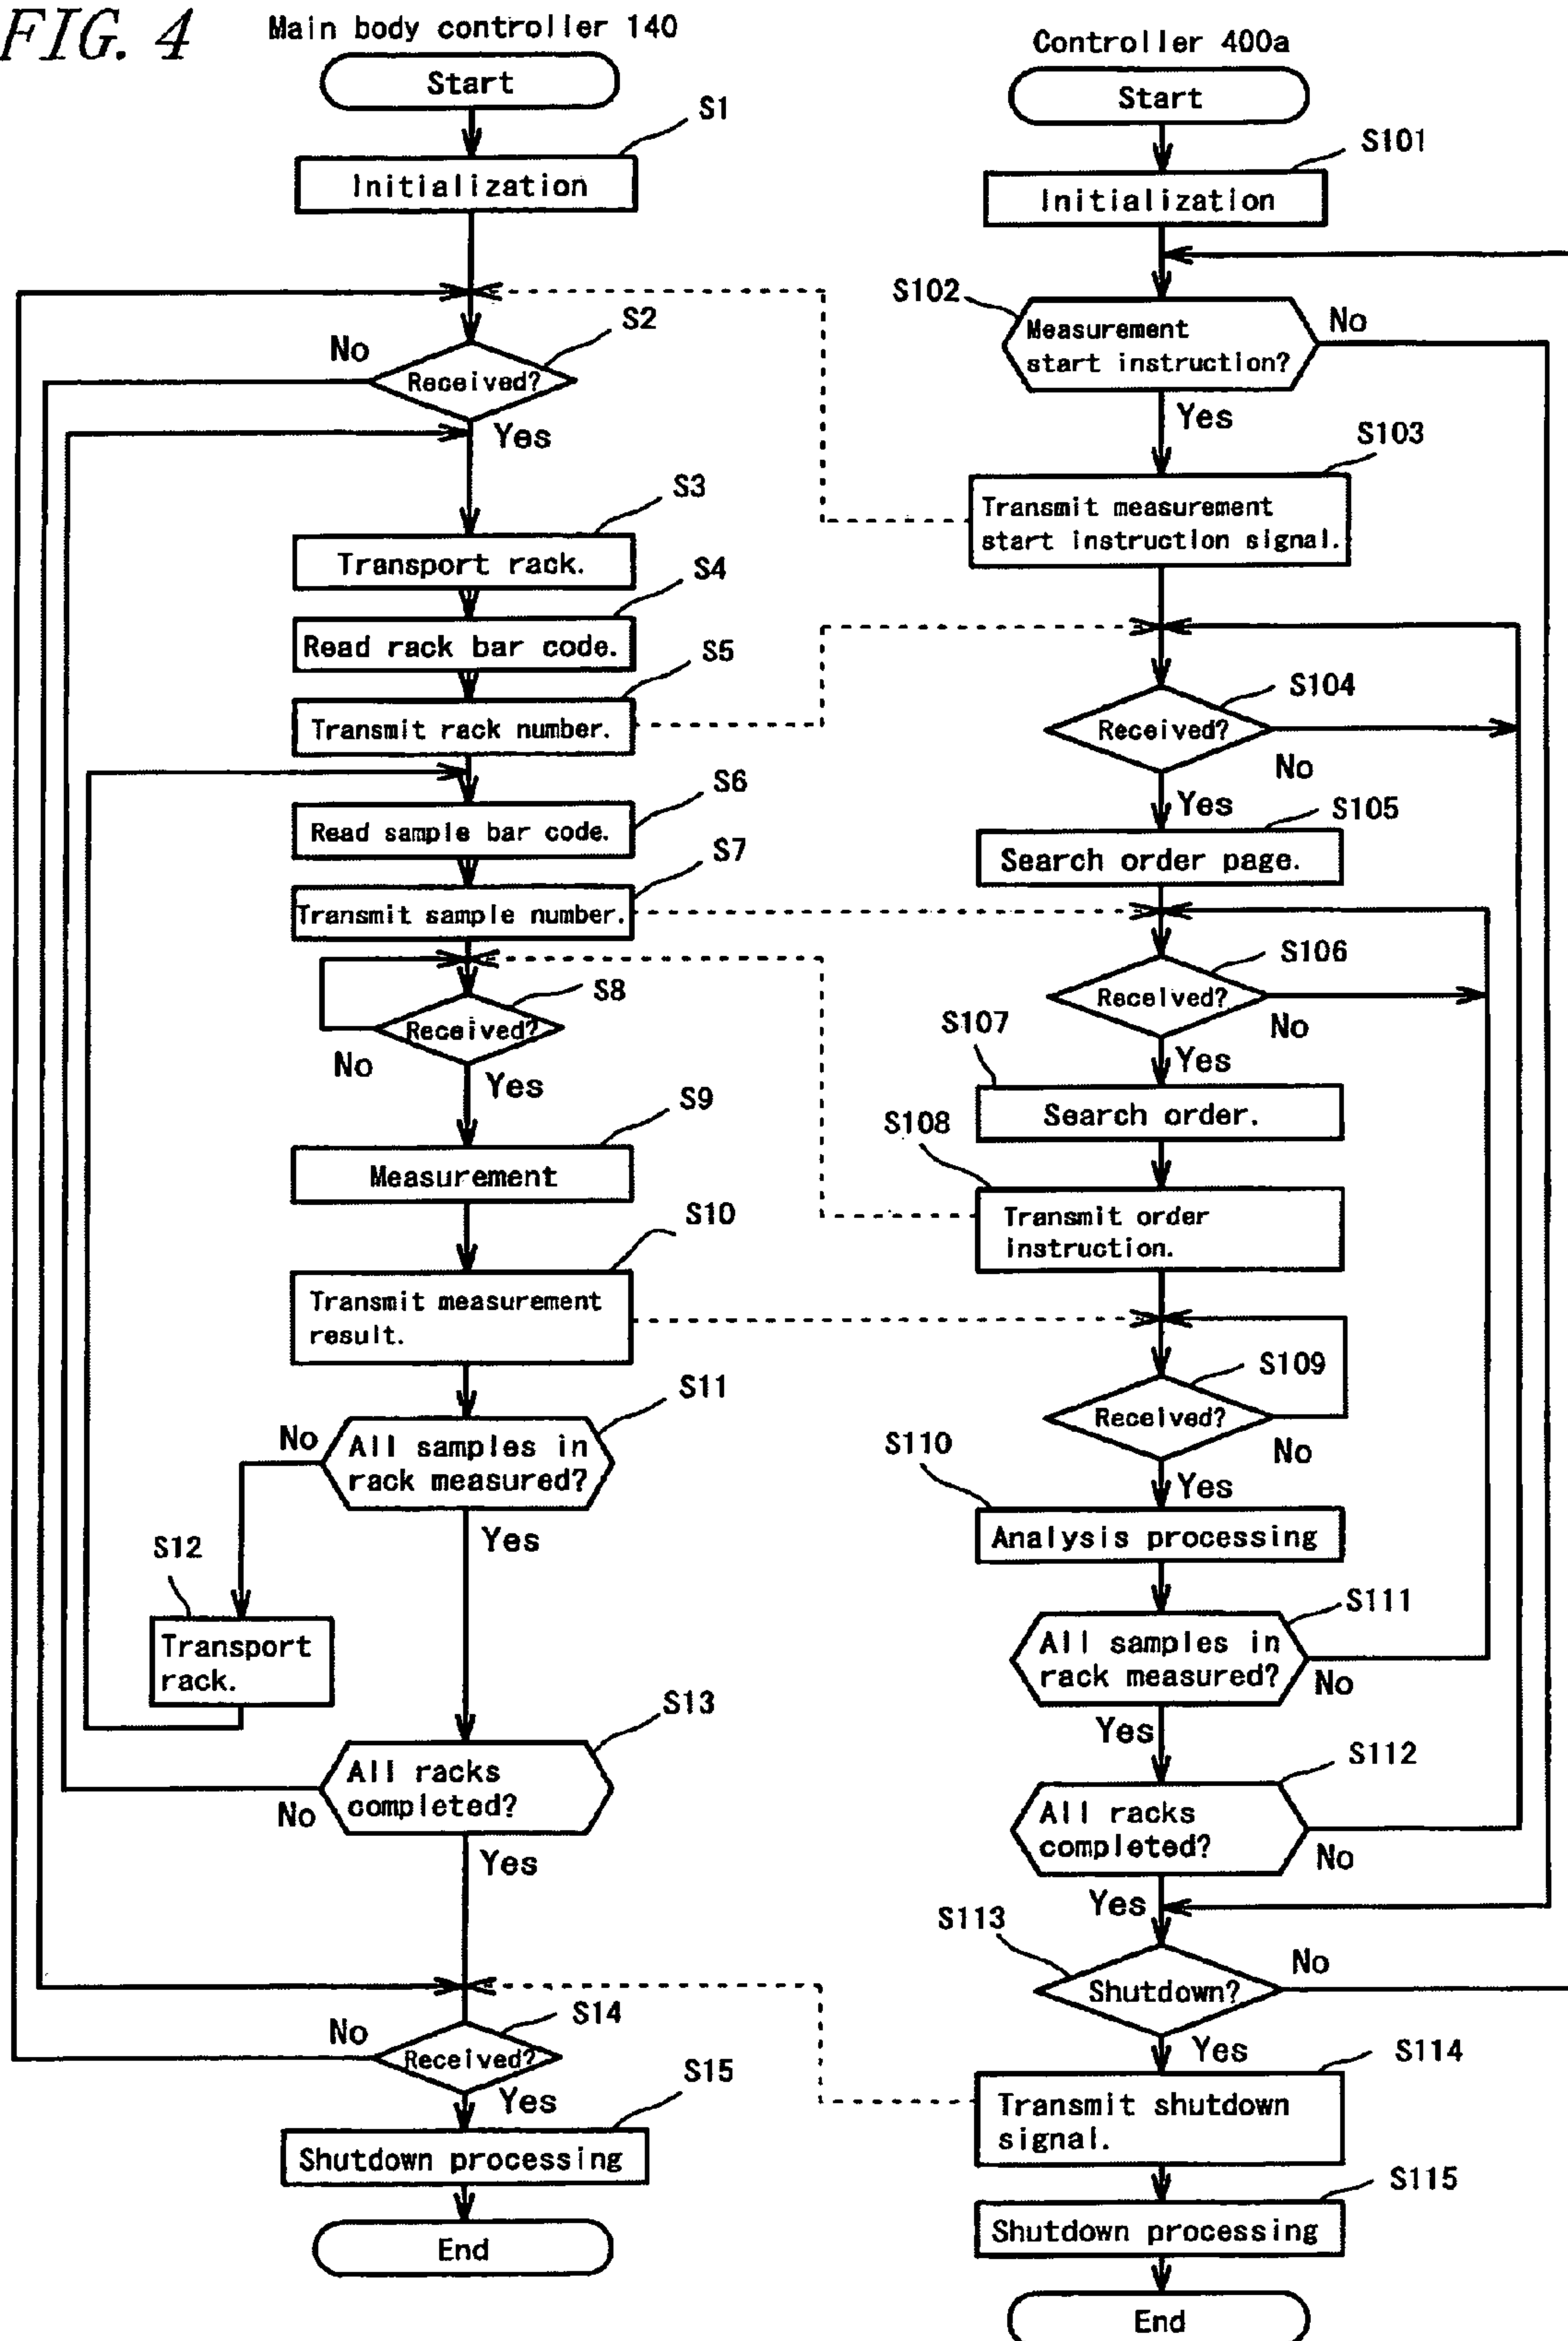 FIG. 4
Main body controller 140
Start
S1
Initialization
S2
No
Received?
Yes
S3
Transport rack.
S4
Read rack bar code.
S5
Transmit rack number.
S6
Read sample bar code.
S7
Transmit sample number.
S8
Received?
No
Yes
S9
Measurement
S10
Transmit measurement
result.
S11
No
All samples in
rack measured?
Yes
S12
Transport
rack.
S13
All racks
completed?
No
Yes
S14
No
Received?
Yes
S15
Shutdown processing
End
Controller 400a
Start
S101
Initialization
S102
Measurement
start instruction?
No
Yes
S103
Transmit measurement
start instruction signal.
S104
Received?
No
Yes
S105
Search order page.
S106
Received?
No
S107
Yes
Search order.
S108
Transmit order
instruction.
S109
Received?
No
S110
Yes
Analysis processing
S111
All samples in
rack measured?
No
Yes
S112
All racks
completed?
No
Yes
S113
No
Shutdown?
Yes
S114
Transmit shutdown
signal.
S115
Shutdown processing
End